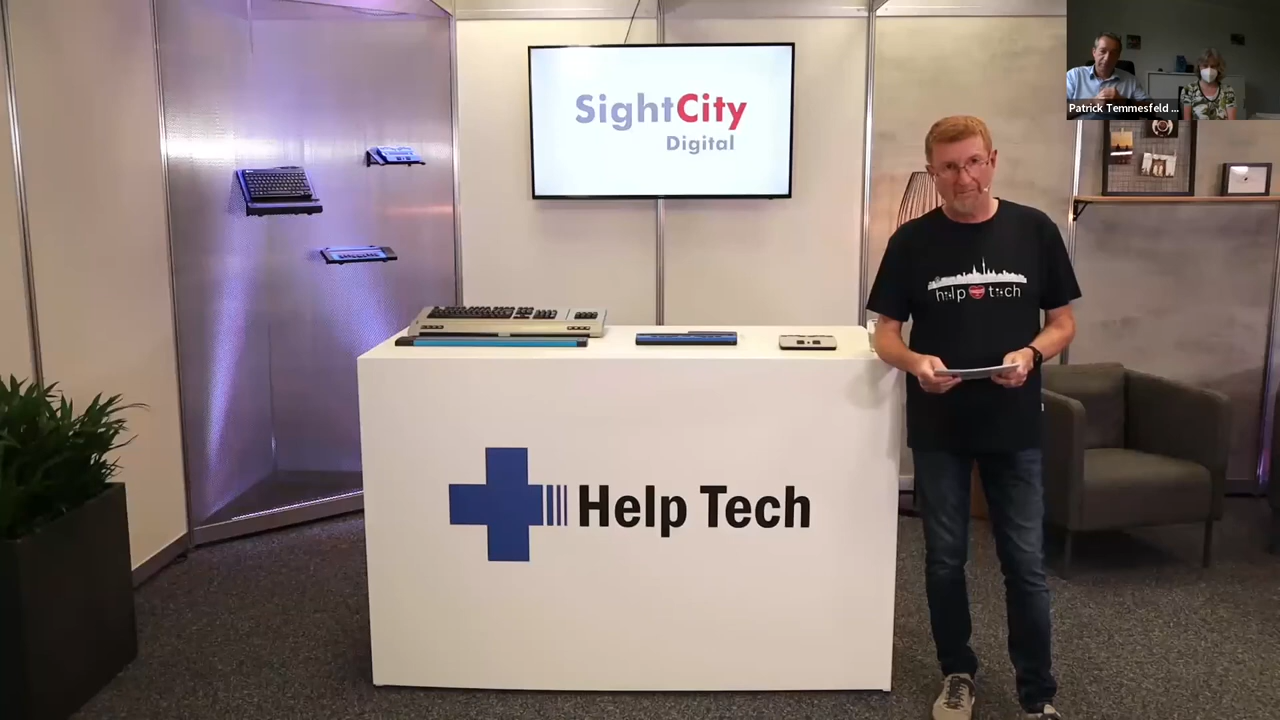 SightCity
Digital
Patrick Temmesfeld ...
help tech
Help Tech